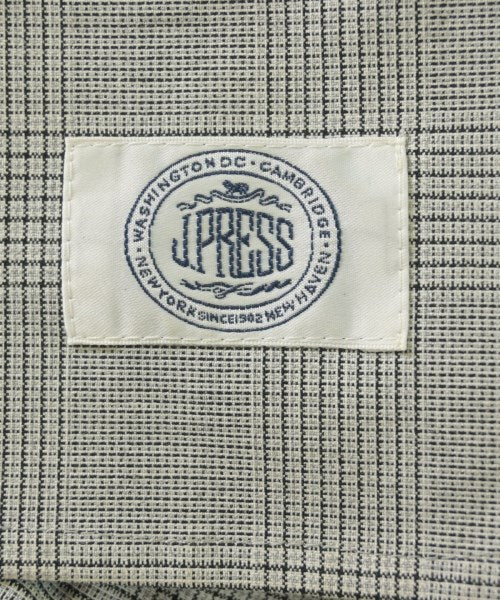 WASHINGTON DC · CAMBRIDGE ·
J.PRESS
· NEW YORK SINCE 1902 NEW HAVEN